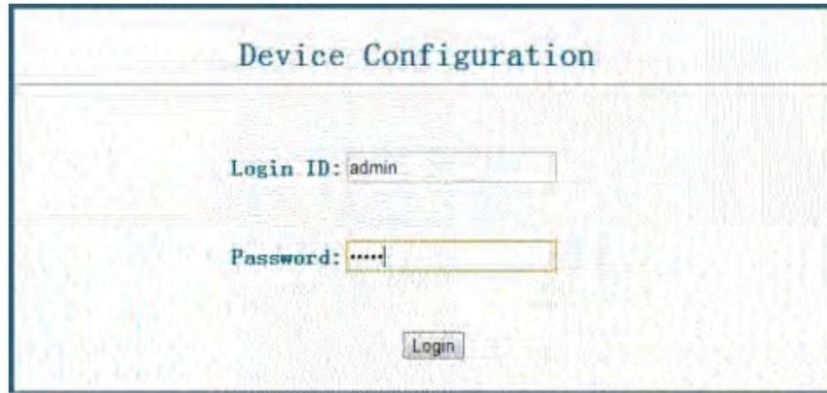 Device Configuration
Login ID: admin
Password: •••••
Login